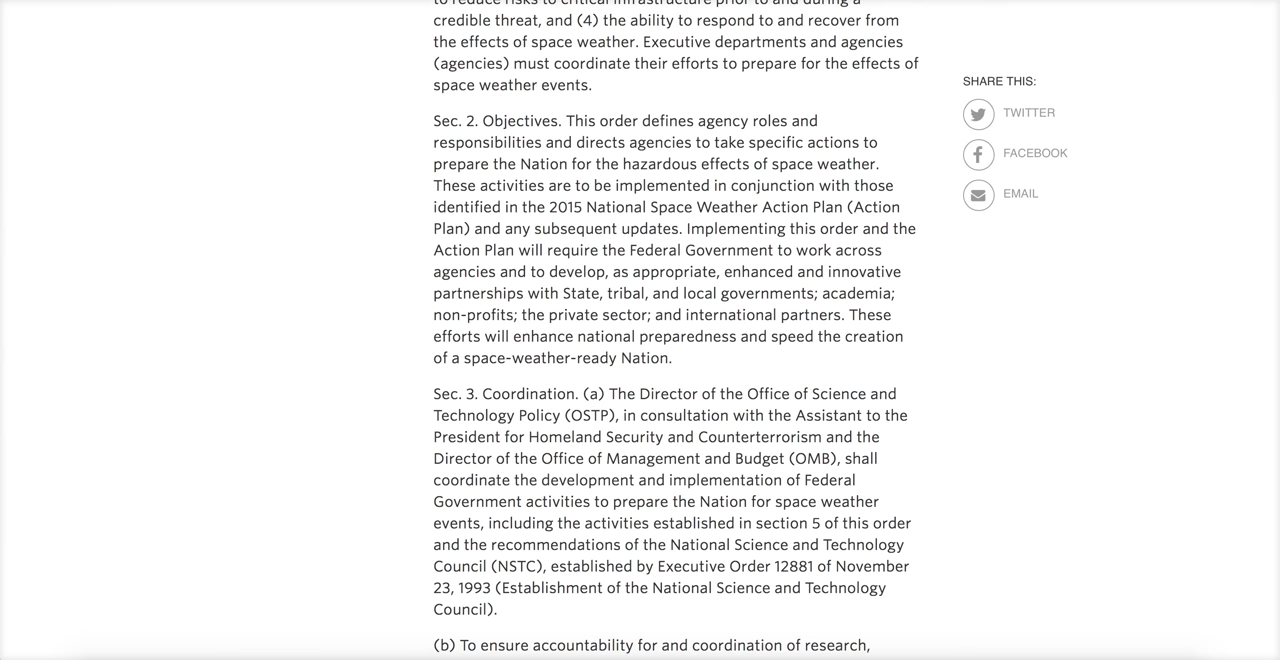 to reduce risks to critical infrastructure prior to and during a
credible threat, and (4) the ability to respond to and recover from
the effects of space weather. Executive departments and agencies
(agencies) must coordinate their efforts to prepare for the effects of
space weather events.
Sec. 2. Objectives. This order defines agency roles and
responsibilities and directs agencies to take specific actions to
prepare the Nation for the hazardous effects of space weather.
These activities are to be implemented in conjunction with those
identified in the 2015 National Space Weather Action Plan (Action
Plan) and any subsequent updates. Implementing this order and the
Action Plan will require the Federal Government to work across
agencies and to develop, as appropriate, enhanced and innovative
partnerships with State, tribal, and local governments; academia;
non-profits; the private sector; and international partners. These
efforts will enhance national preparedness and speed the creation
of a space-weather-ready Nation.
Sec. 3. Coordination. (a) The Director of the Office of Science and
Technology Policy (OSTP), in consultation with the Assistant to the
President for Homeland Security and Counterterrorism and the
Director of the Office of Management and Budget (OMB), shall
coordinate the development and implementation of Federal
Government activities to prepare the Nation for space weather
events, including the activities established in section 5 of this order
and the recommendations of the National Science and Technology
Council (NSTC), established by Executive Order 12881 of November
23, 1993 (Establishment of the National Science and Technology
Council).
(b) To ensure accountability for and coordination of research,
SHARE THIS:
TWITTER
FACEBOOK
EMAIL